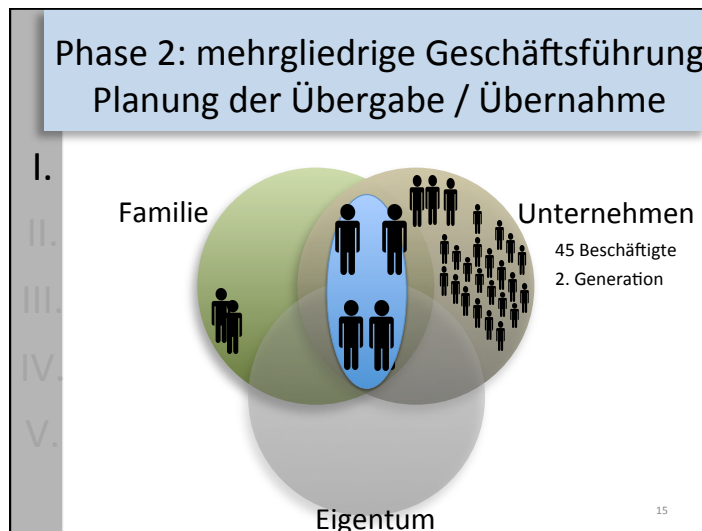 Phase 2: mehrgliedrige Geschäftsführung
Planung der Übergabe / Übernahme
I.
II.
III.
IV.
V.
Familie
Unternehmen
45 Beschäftigte
2. Generation
Eigentum
15